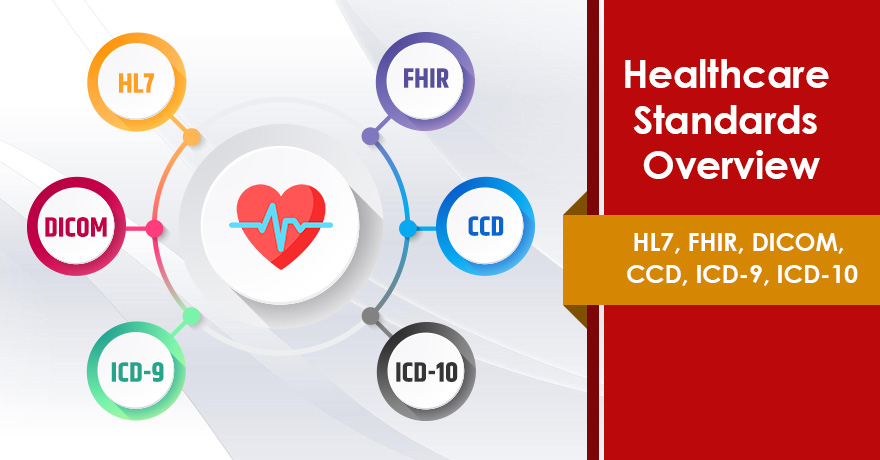 HL7
FHIR
DICOM
CCD
ICD-9
ICD-10
Healthcare
Standards
Overview
HL7, FHIR, DICOM,
CCD, ICD-9, ICD-10